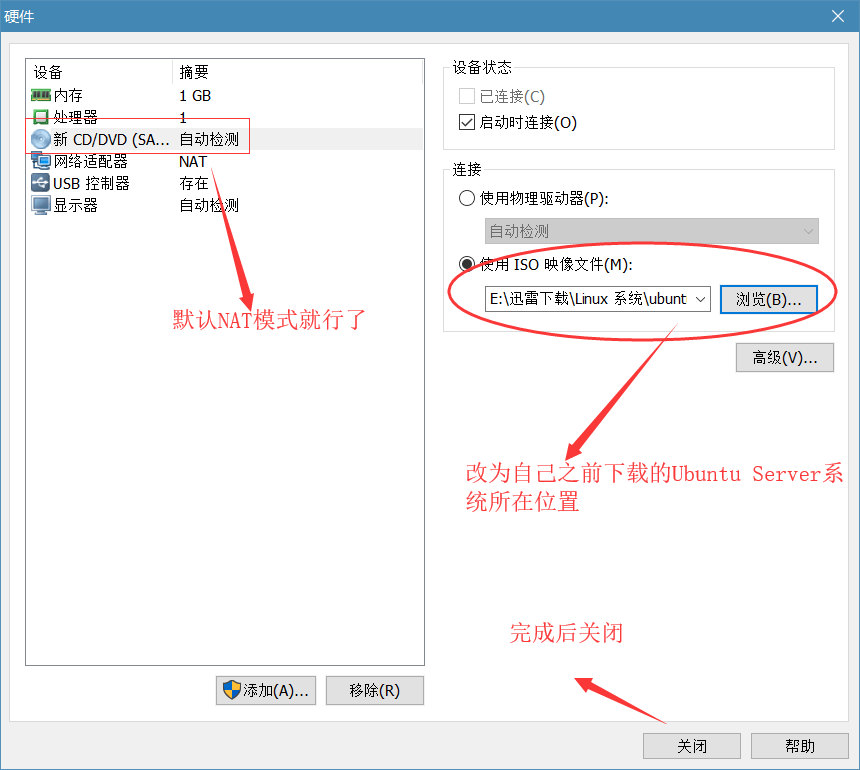 硬件
设备 摘要
内存 1 GB
处理器 1
新 CD/DVD (SA... 自动检测
网络适配器 NAT
USB 控制器 存在
显示器 自动检测
默认NAT模式就行了
添加(A)... 移除(R)
设备状态
已连接(C)
启动时连接(O)
连接
使用物理驱动器(P):
自动检测
使用 ISO 映像文件(M):
E:\迅雷下载\Linux 系统\ubunt 浏览(B)...
高级(V)...
改为自己之前下载的Ubuntu Server系
统所在位置
完成后关闭
关闭 帮助